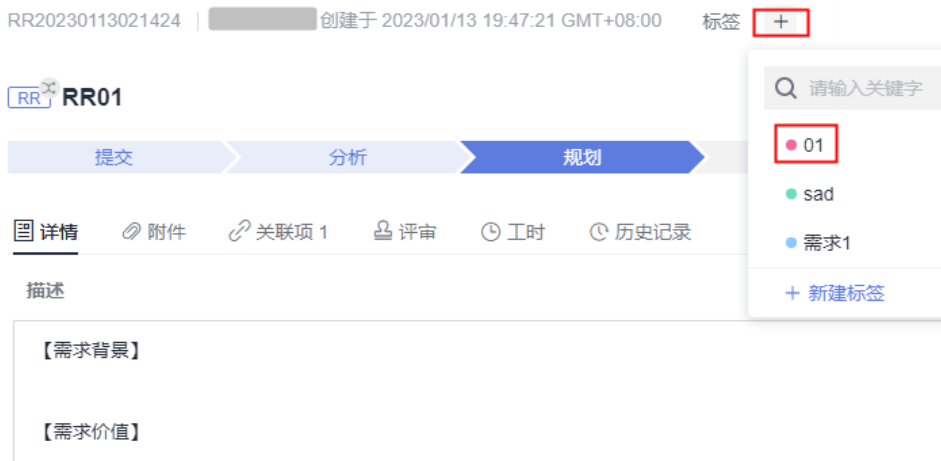 RR20230113021424 | 创建于 2023/01/13 19:47:21 GMT+08:00 标签 +
请输入关键字
RR RR01
01
提交 分析 规划
sad
详情 附件 关联项 1 评审 工时 历史记录
需求1
描述
+ 新建标签
【需求背景】
【需求价值】